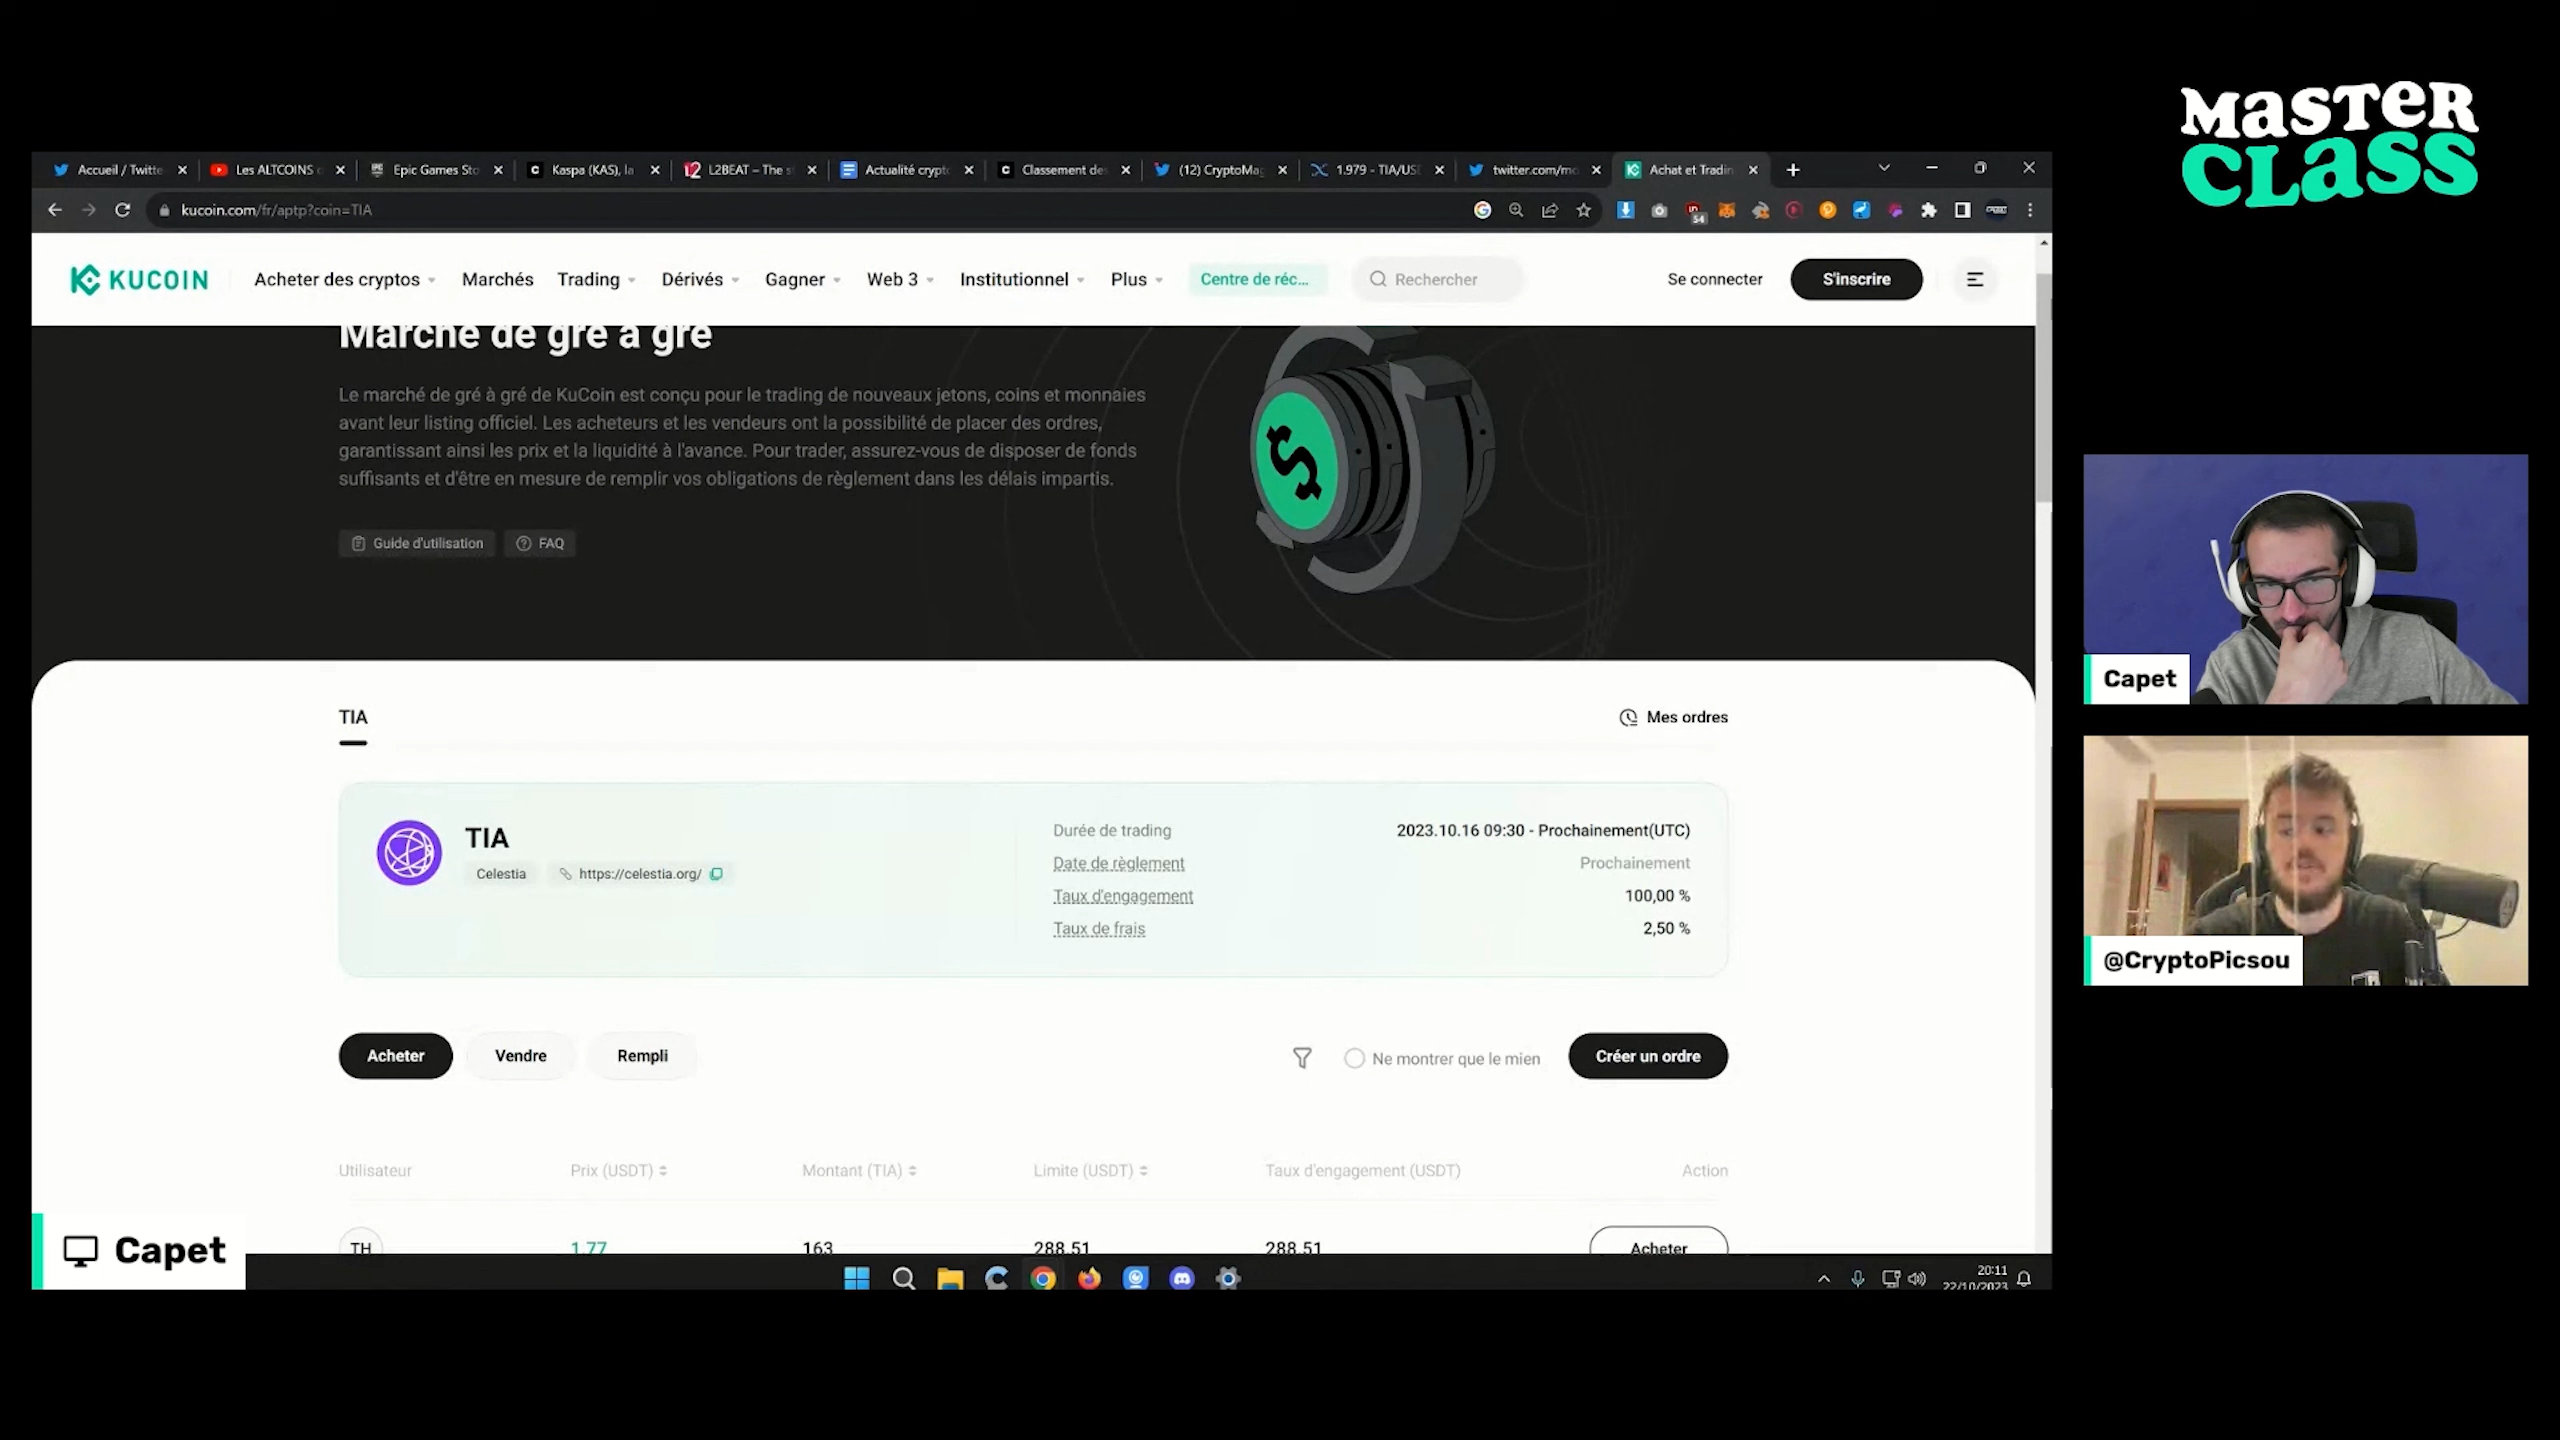 MASTER
CLASS
Accueil / Twitte
Les ALTCOINS
Epic Games Sto
Kaspa (KAS), la
L2BEAT – The s
Actualité crypt
Classement de
(12) CryptoMag
1.979 - TIA/US
twitter.com/mo
Achat et Tradin
kucoin.com/fr/aptp?coin=TIA
54
KUCOIN
Acheter des cryptos
Marchés
Trading
Dérivés
Gagner
Web 3
Institutionnel
Plus
Centre de réc...
Rechercher
Se connecter
S'inscrire
Marché de gré à gré
Le marché de gré à gré de KuCoin est conçu pour le trading de nouveaux jetons, coins et monnaies
avant leur listing officiel. Les acheteurs et les vendeurs ont la possibilité de placer des ordres,
garantissant ainsi les prix et la liquidité à l'avance. Pour trader, assurez-vous de disposer de fonds
suffisants et d'être en mesure de remplir vos obligations de règlement dans les délais impartis.
Guide d'utilisation
FAQ
TIA
Mes ordres
TIA
Celestia
https://celestia.org/
Durée de trading
2023.10.16 09:30 - Prochainement(UTC)
Date de règlement
Prochainement
Taux d'engagement
100,00 %
Taux de frais
2,50 %
Acheter
Vendre
Rempli
Ne montrer que le mien
Créer un ordre
Utilisateur
Prix (USDT)
Montant (TIA)
Limite (USDT)
Taux d'engagement (USDT)
Action
TH
1.77
163
288.51
288.51
Acheter
Capet
20:11
22/10/2023
Capet
@CryptoPicsou